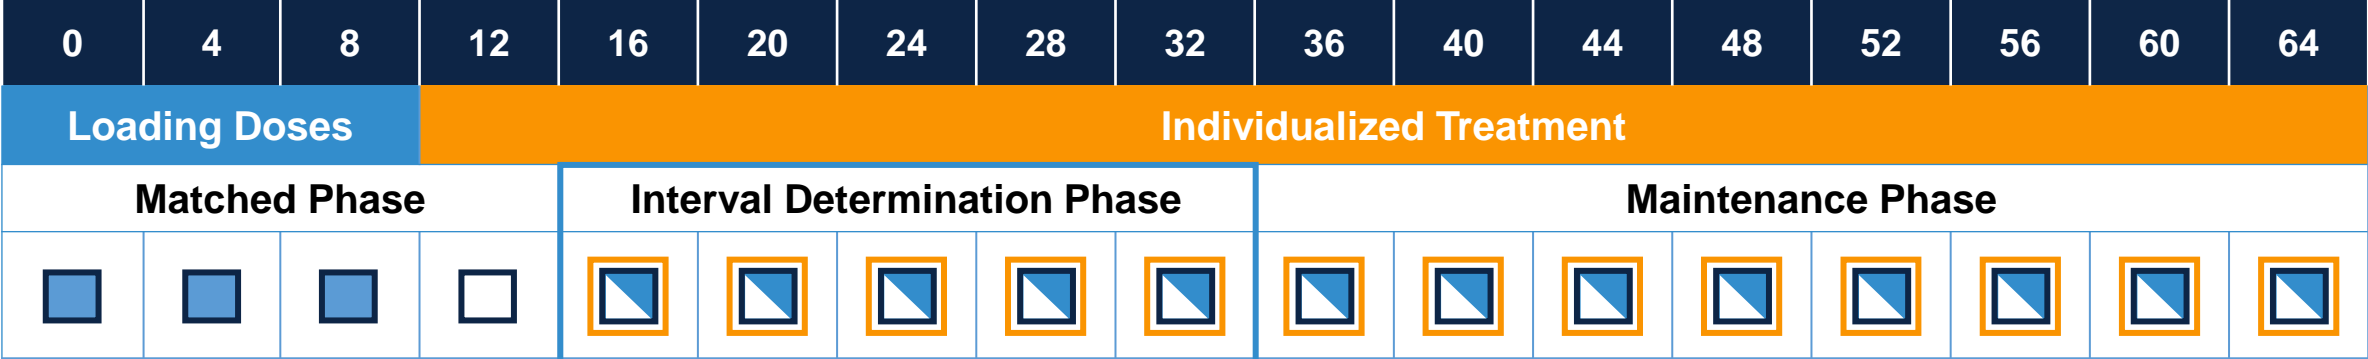 0 4 8 12 16 20 24 28 32 36 40 44 48 52 56 60 64
Loading Doses Individualized Treatment
Matched Phase Interval Determination Phase Maintenance Phase